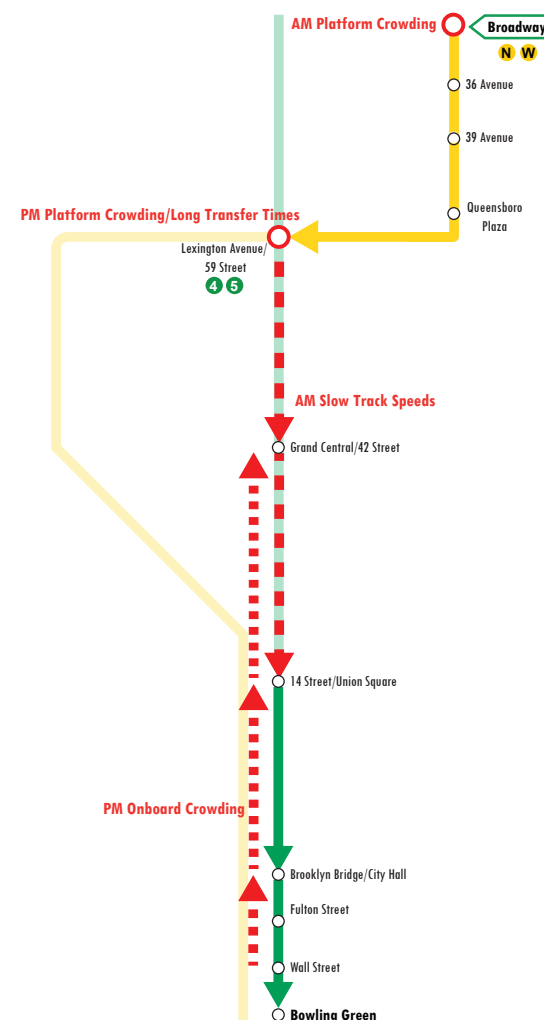 AM Platform Crowding
Broadway
N W
36 Avenue
39 Avenue
Queensboro
Plaza
PM Platform Crowding/Long Transfer Times
Lexington Avenue/
59 Street
4 5
AM Slow Track Speeds
Grand Central/42 Street
14 Street/Union Square
PM Onboard Crowding
Brooklyn Bridge/City Hall
Fulton Street
Wall Street
Bowling Green